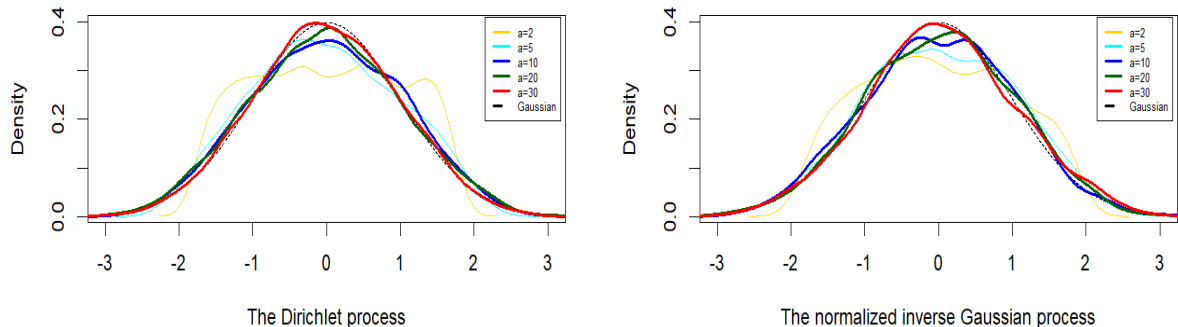 Density
0.4
0.2
0.0
a=2
a=5
a=10
a=20
a=30
Gaussian
-3 -2 -1 0 1 2 3
The Dirichlet process
Density
0.4
0.2
0.0
a=2
a=5
a=10
a=20
a=30
Gaussian
-3 -2 -1 0 1 2 3
The normalized inverse Gaussian process